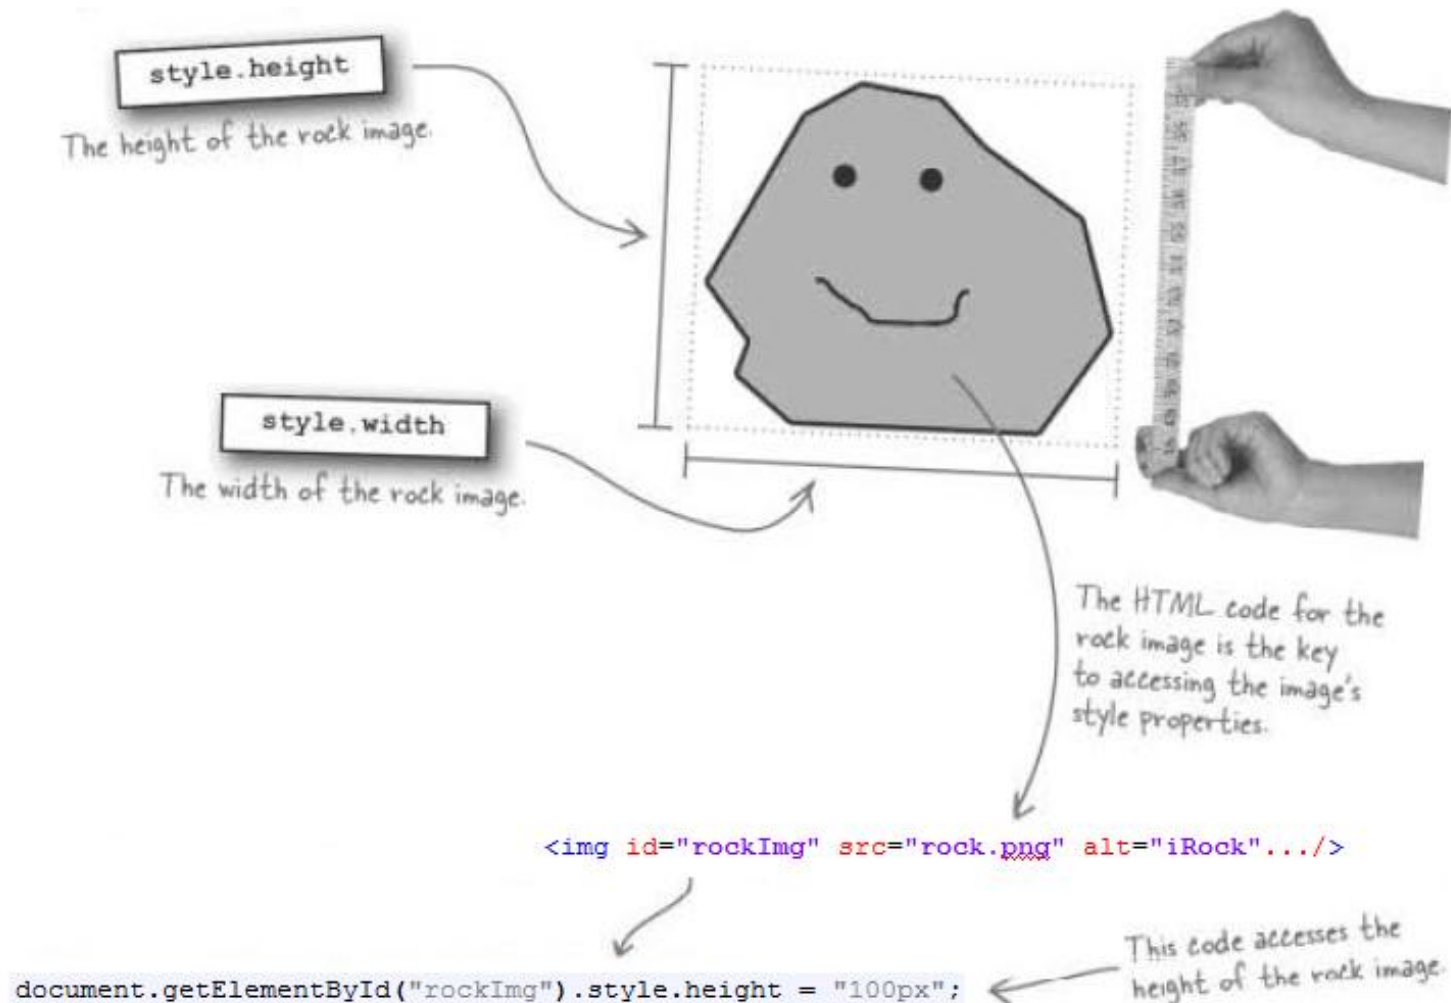 style.height
The height of the rock image.
style.width
The width of the rock image.
The HTML code for the
rock image is the key
to accessing the image's
style properties.
<img id="rockImg" src="rock.png" alt="iRock".../>
This code accesses the
height of the rock image.
document.getElementById("rockImg").style.height = "100px";